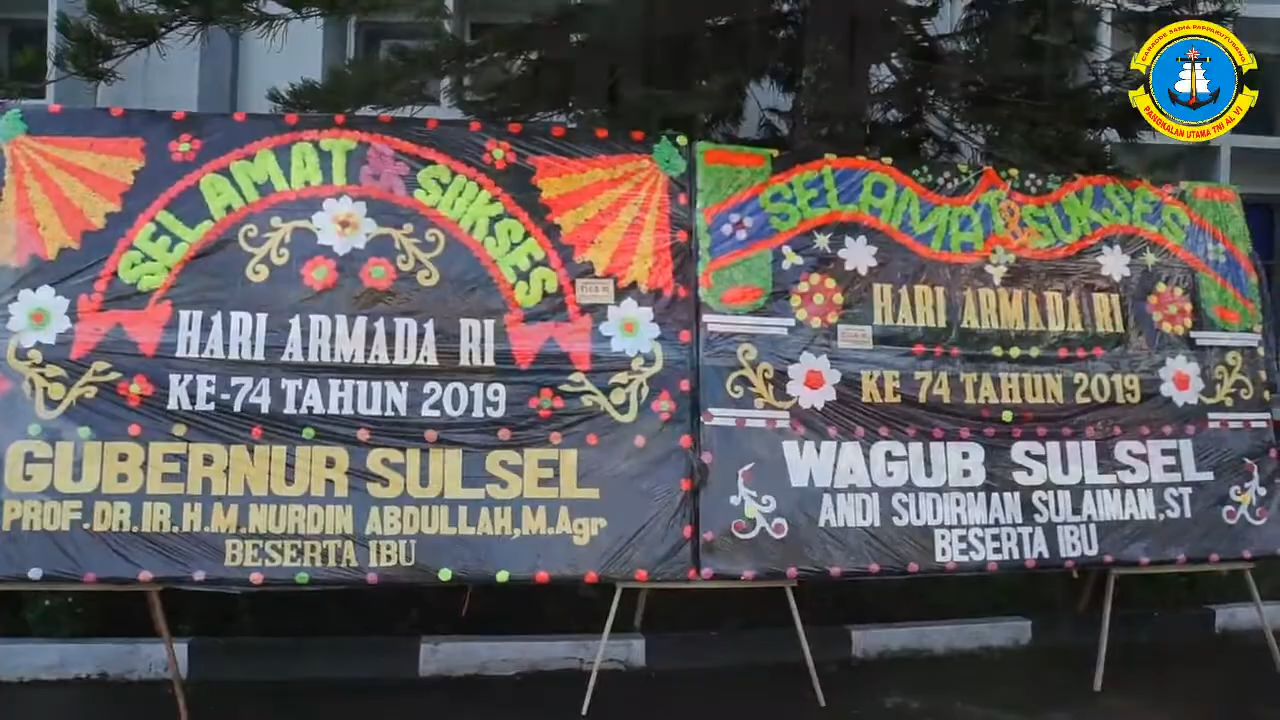 SELAMAT & SUKSES
HARI ARMADA RI
KE-74 TAHUN 2019
GUBERNUR SULSEL
PROF.DR.IR.H.M.NURDIN ABDULLAH,M.Agr
BESERTA IBU
SELAMAT & SUKSES
HARI ARMADA RI
KE 74 TAHUN 2019
WAGUB SULSEL
ANDI SUDIRMAN SULAIMAN,ST
BESERTA IBU
PANGKALAN UTAMA TNI AL VI